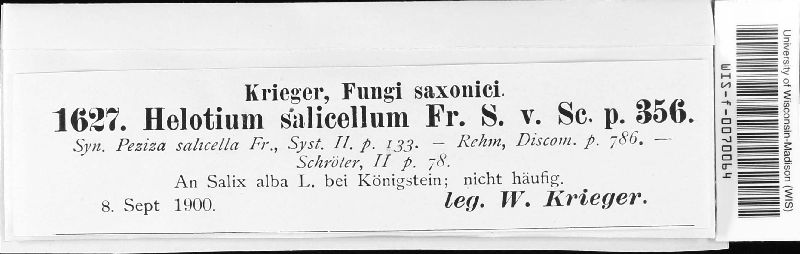 Krieger, Fungi saxonici.
1627. Helotium salicellum Fr. S. v. Sc. p. 356.
Syn. Peziza salicella Fr., Syst. II. p. 133. — Rehm, Discom. p. 786. —
Schröter, II p. 78.
An Salix alba L. bei Königstein; nicht häufig.
8. Sept 1900. leg. W. Krieger.
WIS-f-0070064
University of Wisconsin-Madison (WIS)